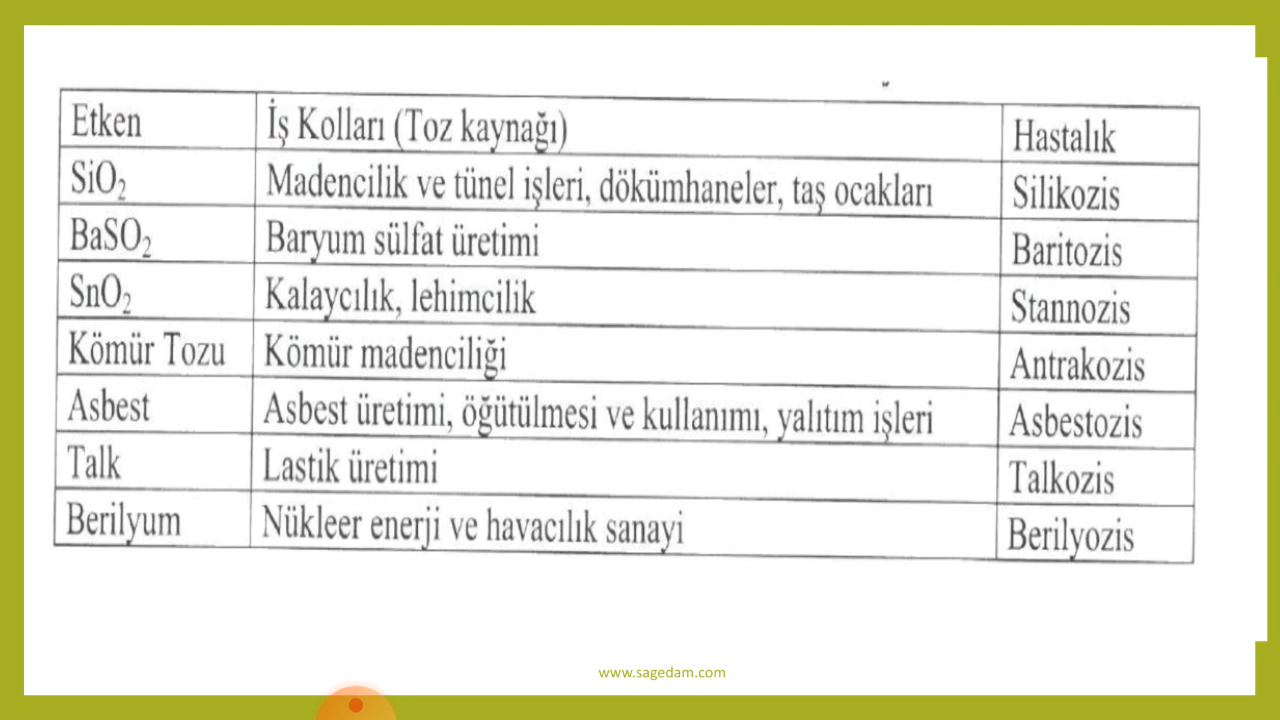 Etken İş Kolları (Toz kaynağı) Hastalık
SiO₂ Madencilik ve tünel işleri, dökümhaneler, taş ocakları Silikozis
BaSO₂ Baryum sülfat üretimi Baritozis
SnO₂ Kalaycılık, lehimcilik Stannozis
Kömür Tozu Kömür madenciliği Antrakozis
Asbest Asbest üretimi, öğütülmesi ve kullanımı, yalıtım işleri Asbestozis
Talk Lastik üretimi Talkozis
Berilyum Nükleer enerji ve havacılık sanayi Berilyozis
www.sagedam.com